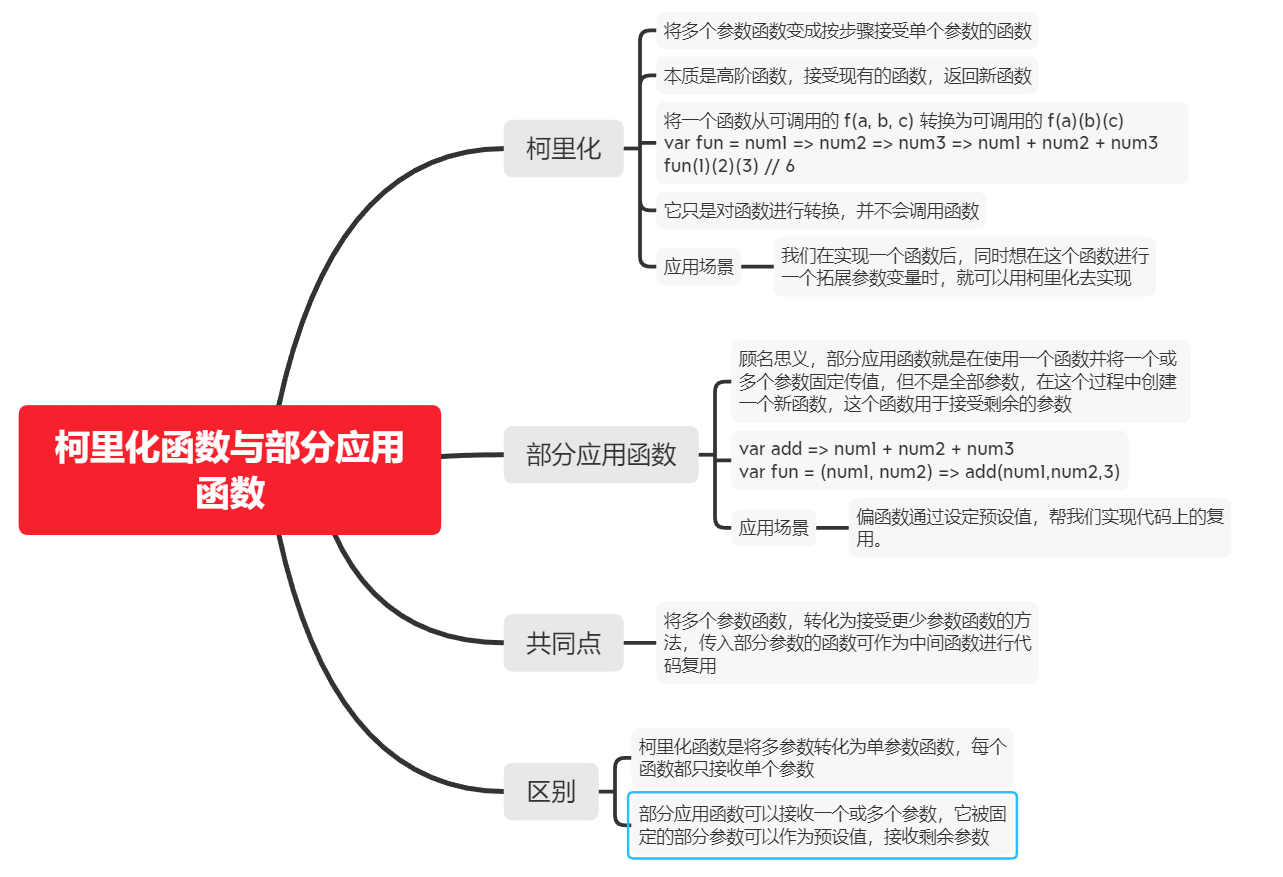 柯里化函数与部分应用
函数
柯里化
将多个参数函数变成按步骤接受单个参数的函数
本质是高阶函数，接受现有的函数，返回新函数
将一个函数从可调用的 f(a, b, c) 转换为可调用的 f(a)(b)(c)
var fun = num1 => num2 => num3 => num1 + num2 + num3
fun(1)(2)(3) // 6
它只是对函数进行转换，并不会调用函数
应用场景
我们在实现一个函数后，同时想在这个函数进行
一个拓展参数变量时，就可以用柯里化去实现
部分应用函数
顾名思义，部分应用函数就是在使用一个函数并将一个或
多个参数固定传值，但不是全部参数，在这个过程中创建
一个新函数，这个函数用于接受剩余的参数
var add => num1 + num2 + num3
var fun = (num1, num2) => add(num1,num2,3)
应用场景
偏函数通过设定预设值，帮我们实现代码上的复
用。
共同点
将多个参数函数，转化为接受更少参数函数的方
法，传入部分参数的函数可作为中间函数进行代
码复用
区别
柯里化函数是将多参数转化为单参数函数，每个
函数都只接收单个参数
部分应用函数可以接收一个或多个参数，它被固
定的部分参数可以作为预设值，接收剩余参数